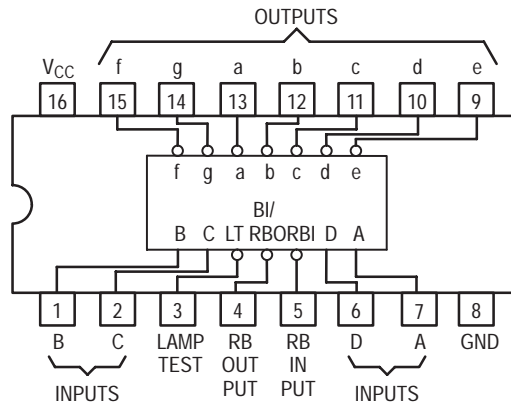 OUTPUTS
VCC f g a b c d e
16 15 14 13 12 11 10 9
f g a b c d e
BI/
B C LT RBO RBI D A
1 2 3 4 5 6 7 8
B C LAMP RB RB D A GND
TEST OUT IN
PUT PUT
INPUTS INPUTS